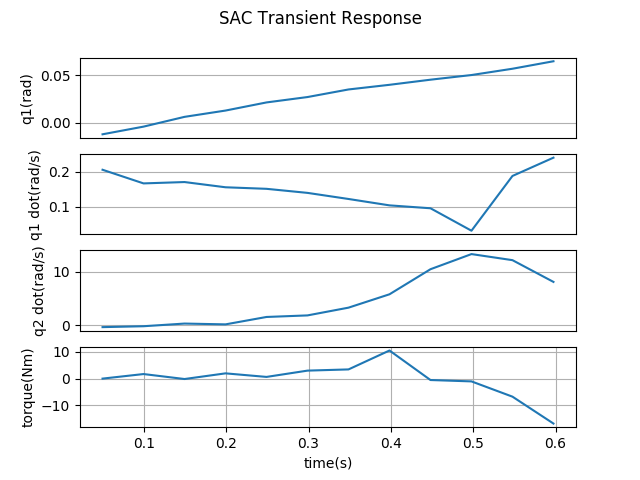 SAC Transient Response
q1(rad)
0.05
0.00
q1 dot(rad/s)
0.2
0.1
q2 dot(rad/s)
10
0
torque(Nm)
10
0
−10
0.1 0.2 0.3 0.4 0.5 0.6
time(s)